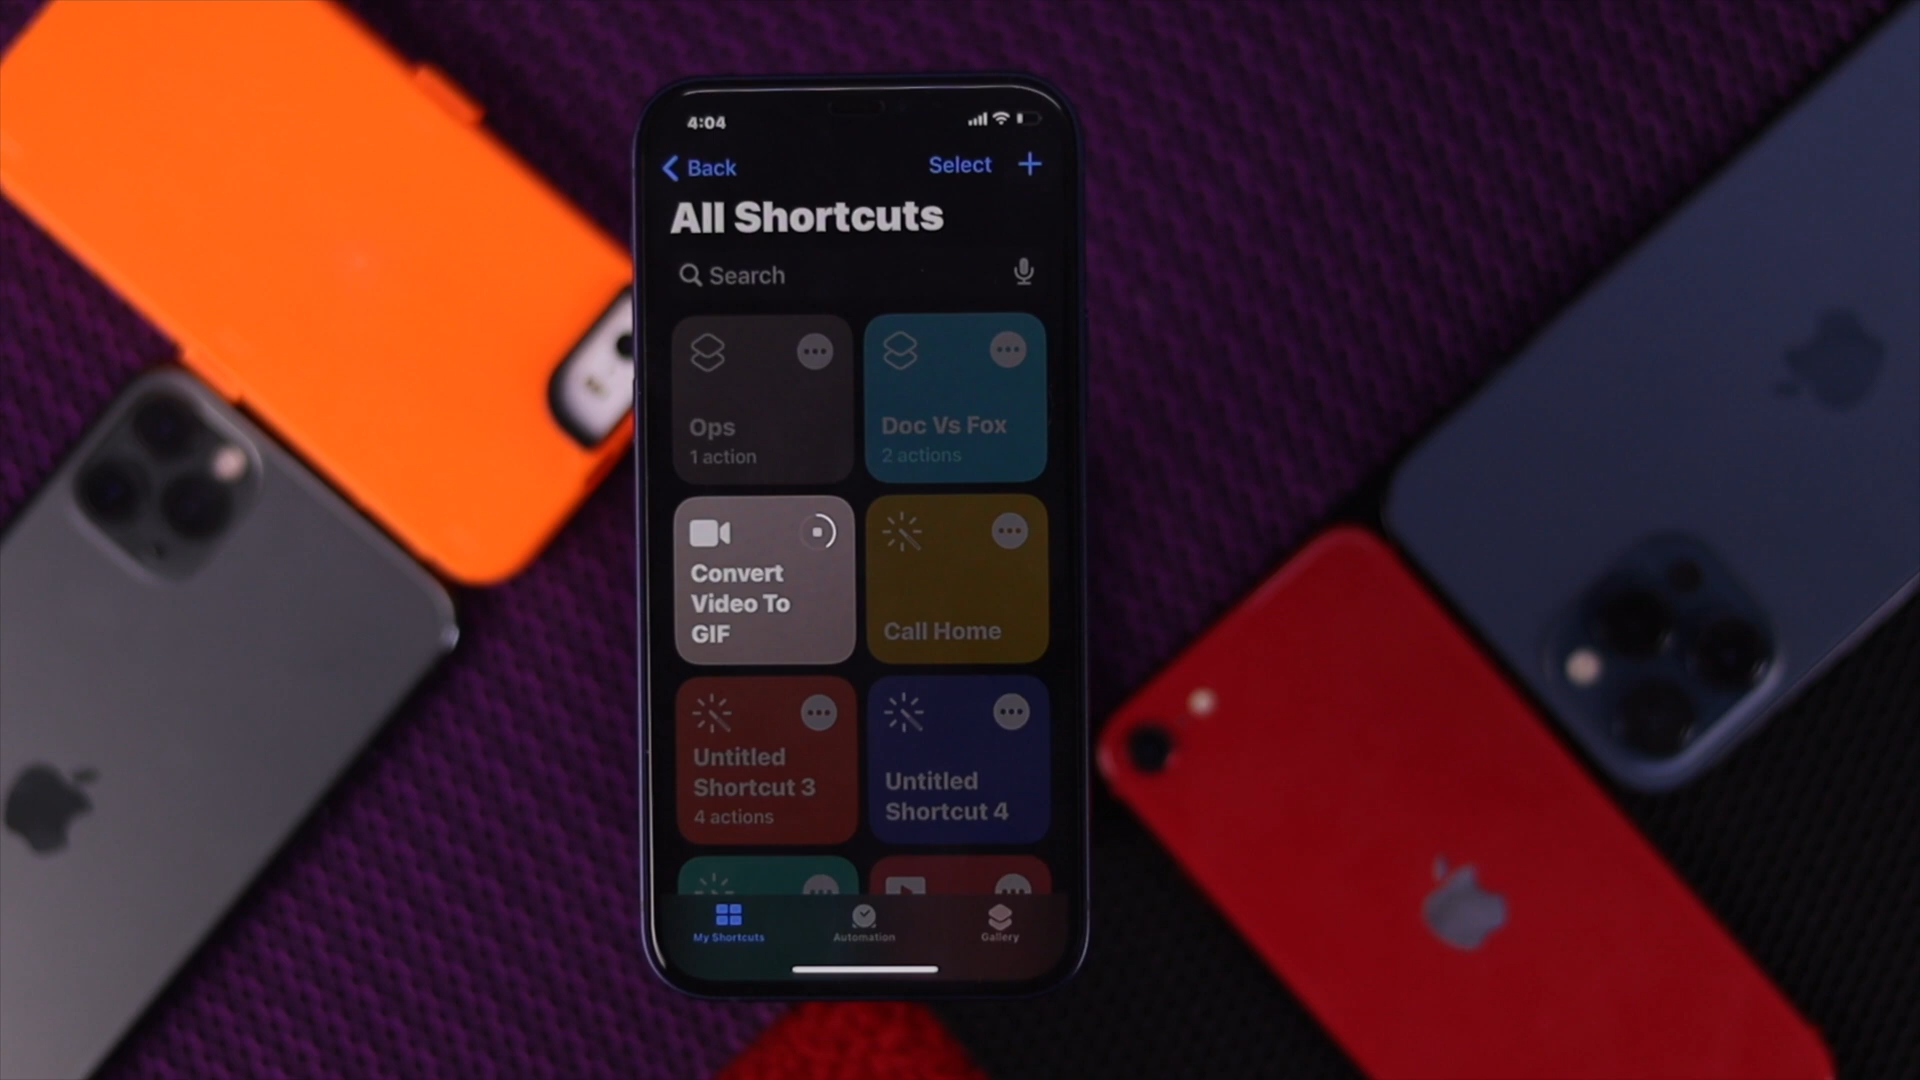 4:04
Back
Select
All Shortcuts
Search
Ops
1 action
Doc Vs Fox
2 actions
Convert
Video To
GIF
Call Home
Untitled
Shortcut 3
4 actions
Untitled
Shortcut 4
My Shortcuts
Automation
Gallery